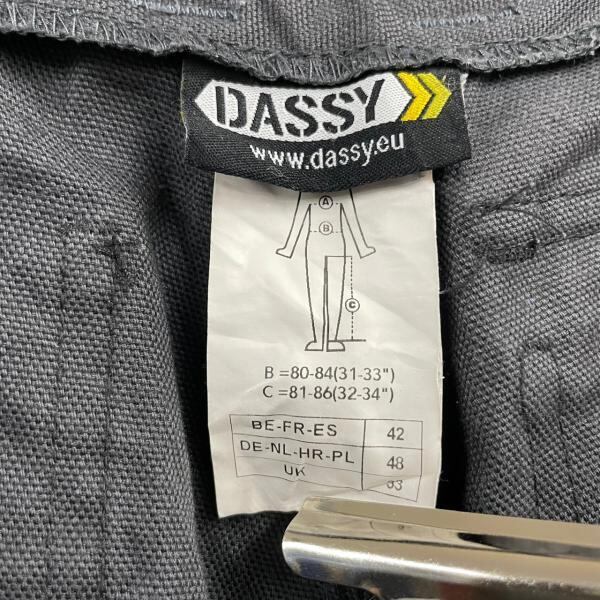 DASSY
www.dassy.eu
A
B
C
B =80-84(31-33")
C =81-86(32-34")
BE-FR-ES 42
DE-NL-HR-PL 48
UK 33